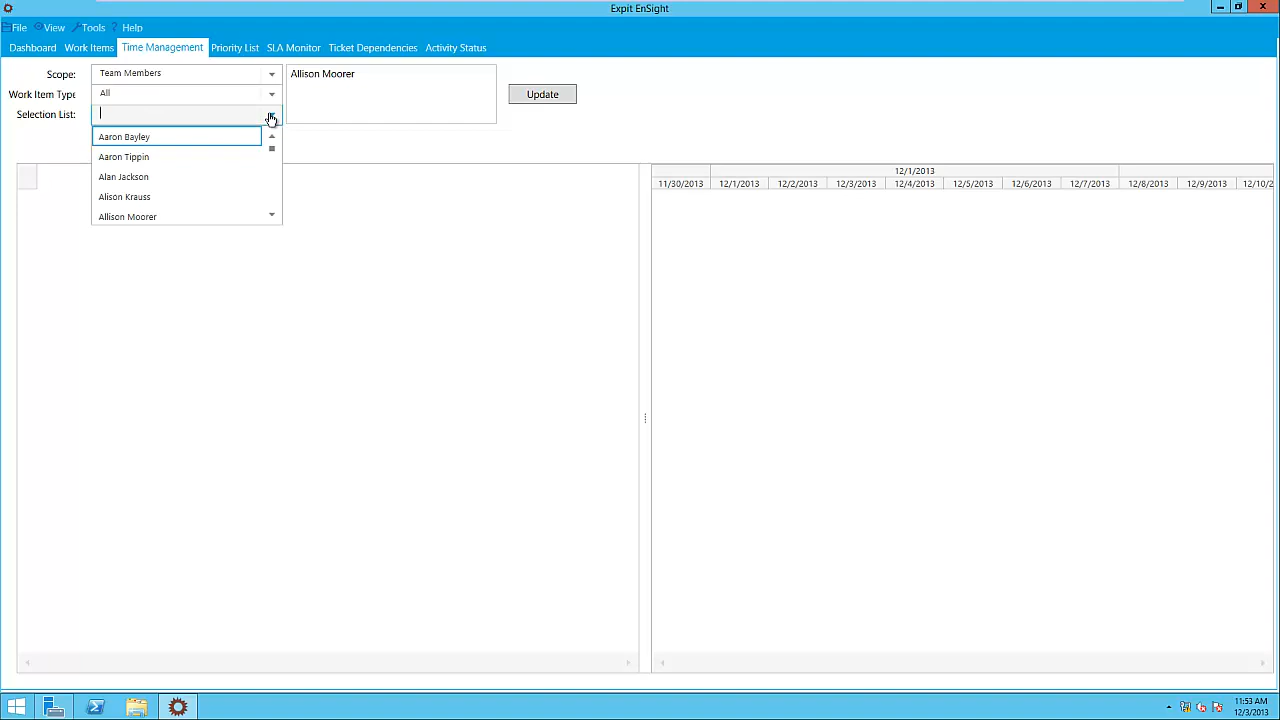 Expit EnSight
File View Tools ? Help
Dashboard Work Items Time Management Priority List SLA Monitor Ticket Dependencies Activity Status
Scope: Team Members Allison Moorer
Work Item Type All Update
Selection List:
Aaron Bayley
Aaron Tippin
Alan Jackson
Alison Krauss
Allison Moorer
12/1/2013
11/30/2013 12/1/2013 12/2/2013 12/3/2013 12/4/2013 12/5/2013 12/6/2013 12/7/2013 12/8/2013 12/9/2013 12/10/2
11:53 AM
12/3/2013